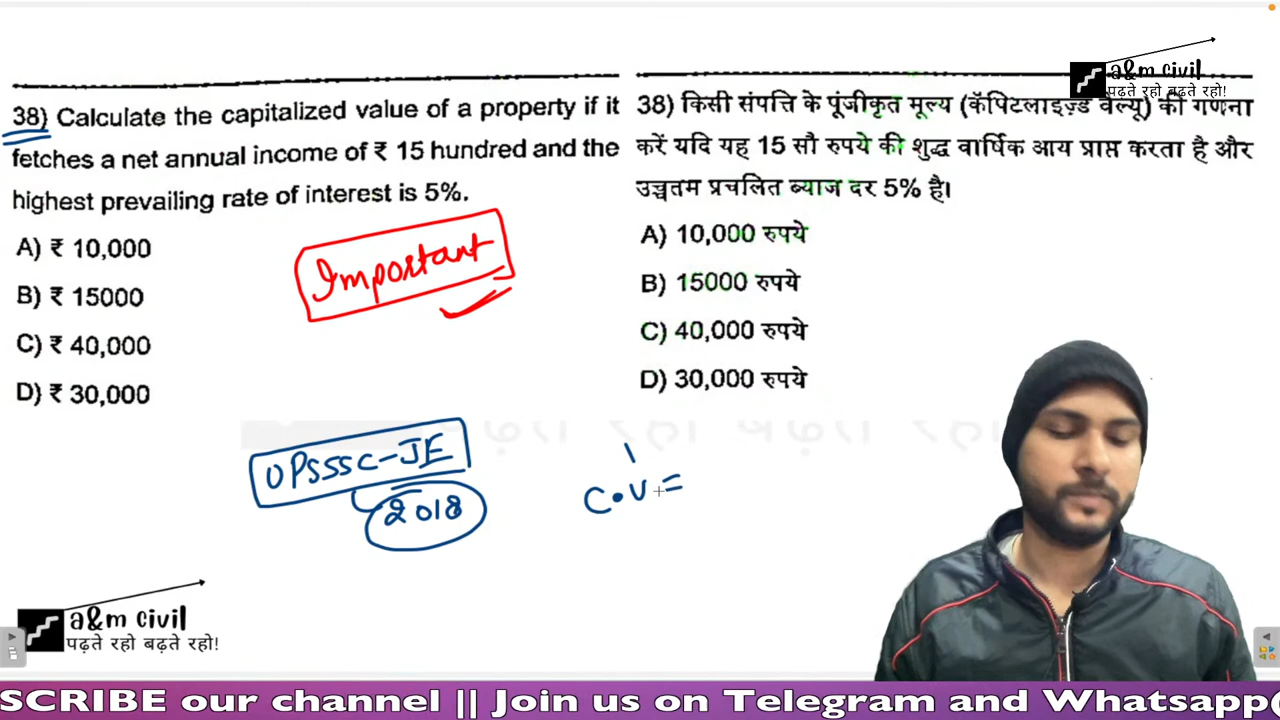 a&m civil
पढ़ते रहो बढ़ते रहो!
38) Calculate the capitalized value of a property if it
fetches a net annual income of ₹ 15 hundred and the
highest prevailing rate of interest is 5%.
A) ₹ 10,000
B) ₹ 15000
C) ₹ 40,000
D) ₹ 30,000
38) किसी संपत्ति के पूंजीकृत मूल्य (कॅपिटलाइज़्ड वेल्यू) की गणना
करें यदि यह 15 सौ रुपये की शुद्ध वार्षिक आय प्राप्त करता है और
उच्चतम प्रचलित ब्याज दर 5% है।
A) 10,000 रुपये
B) 15000 रुपये
C) 40,000 रुपये
D) 30,000 रुपये
Important
UPSSSC-JE
2018
C.V =
a&m civil
पढ़ते रहो बढ़ते रहो!
SCRIBE our channel || Join us on Telegram and Whatsapp(